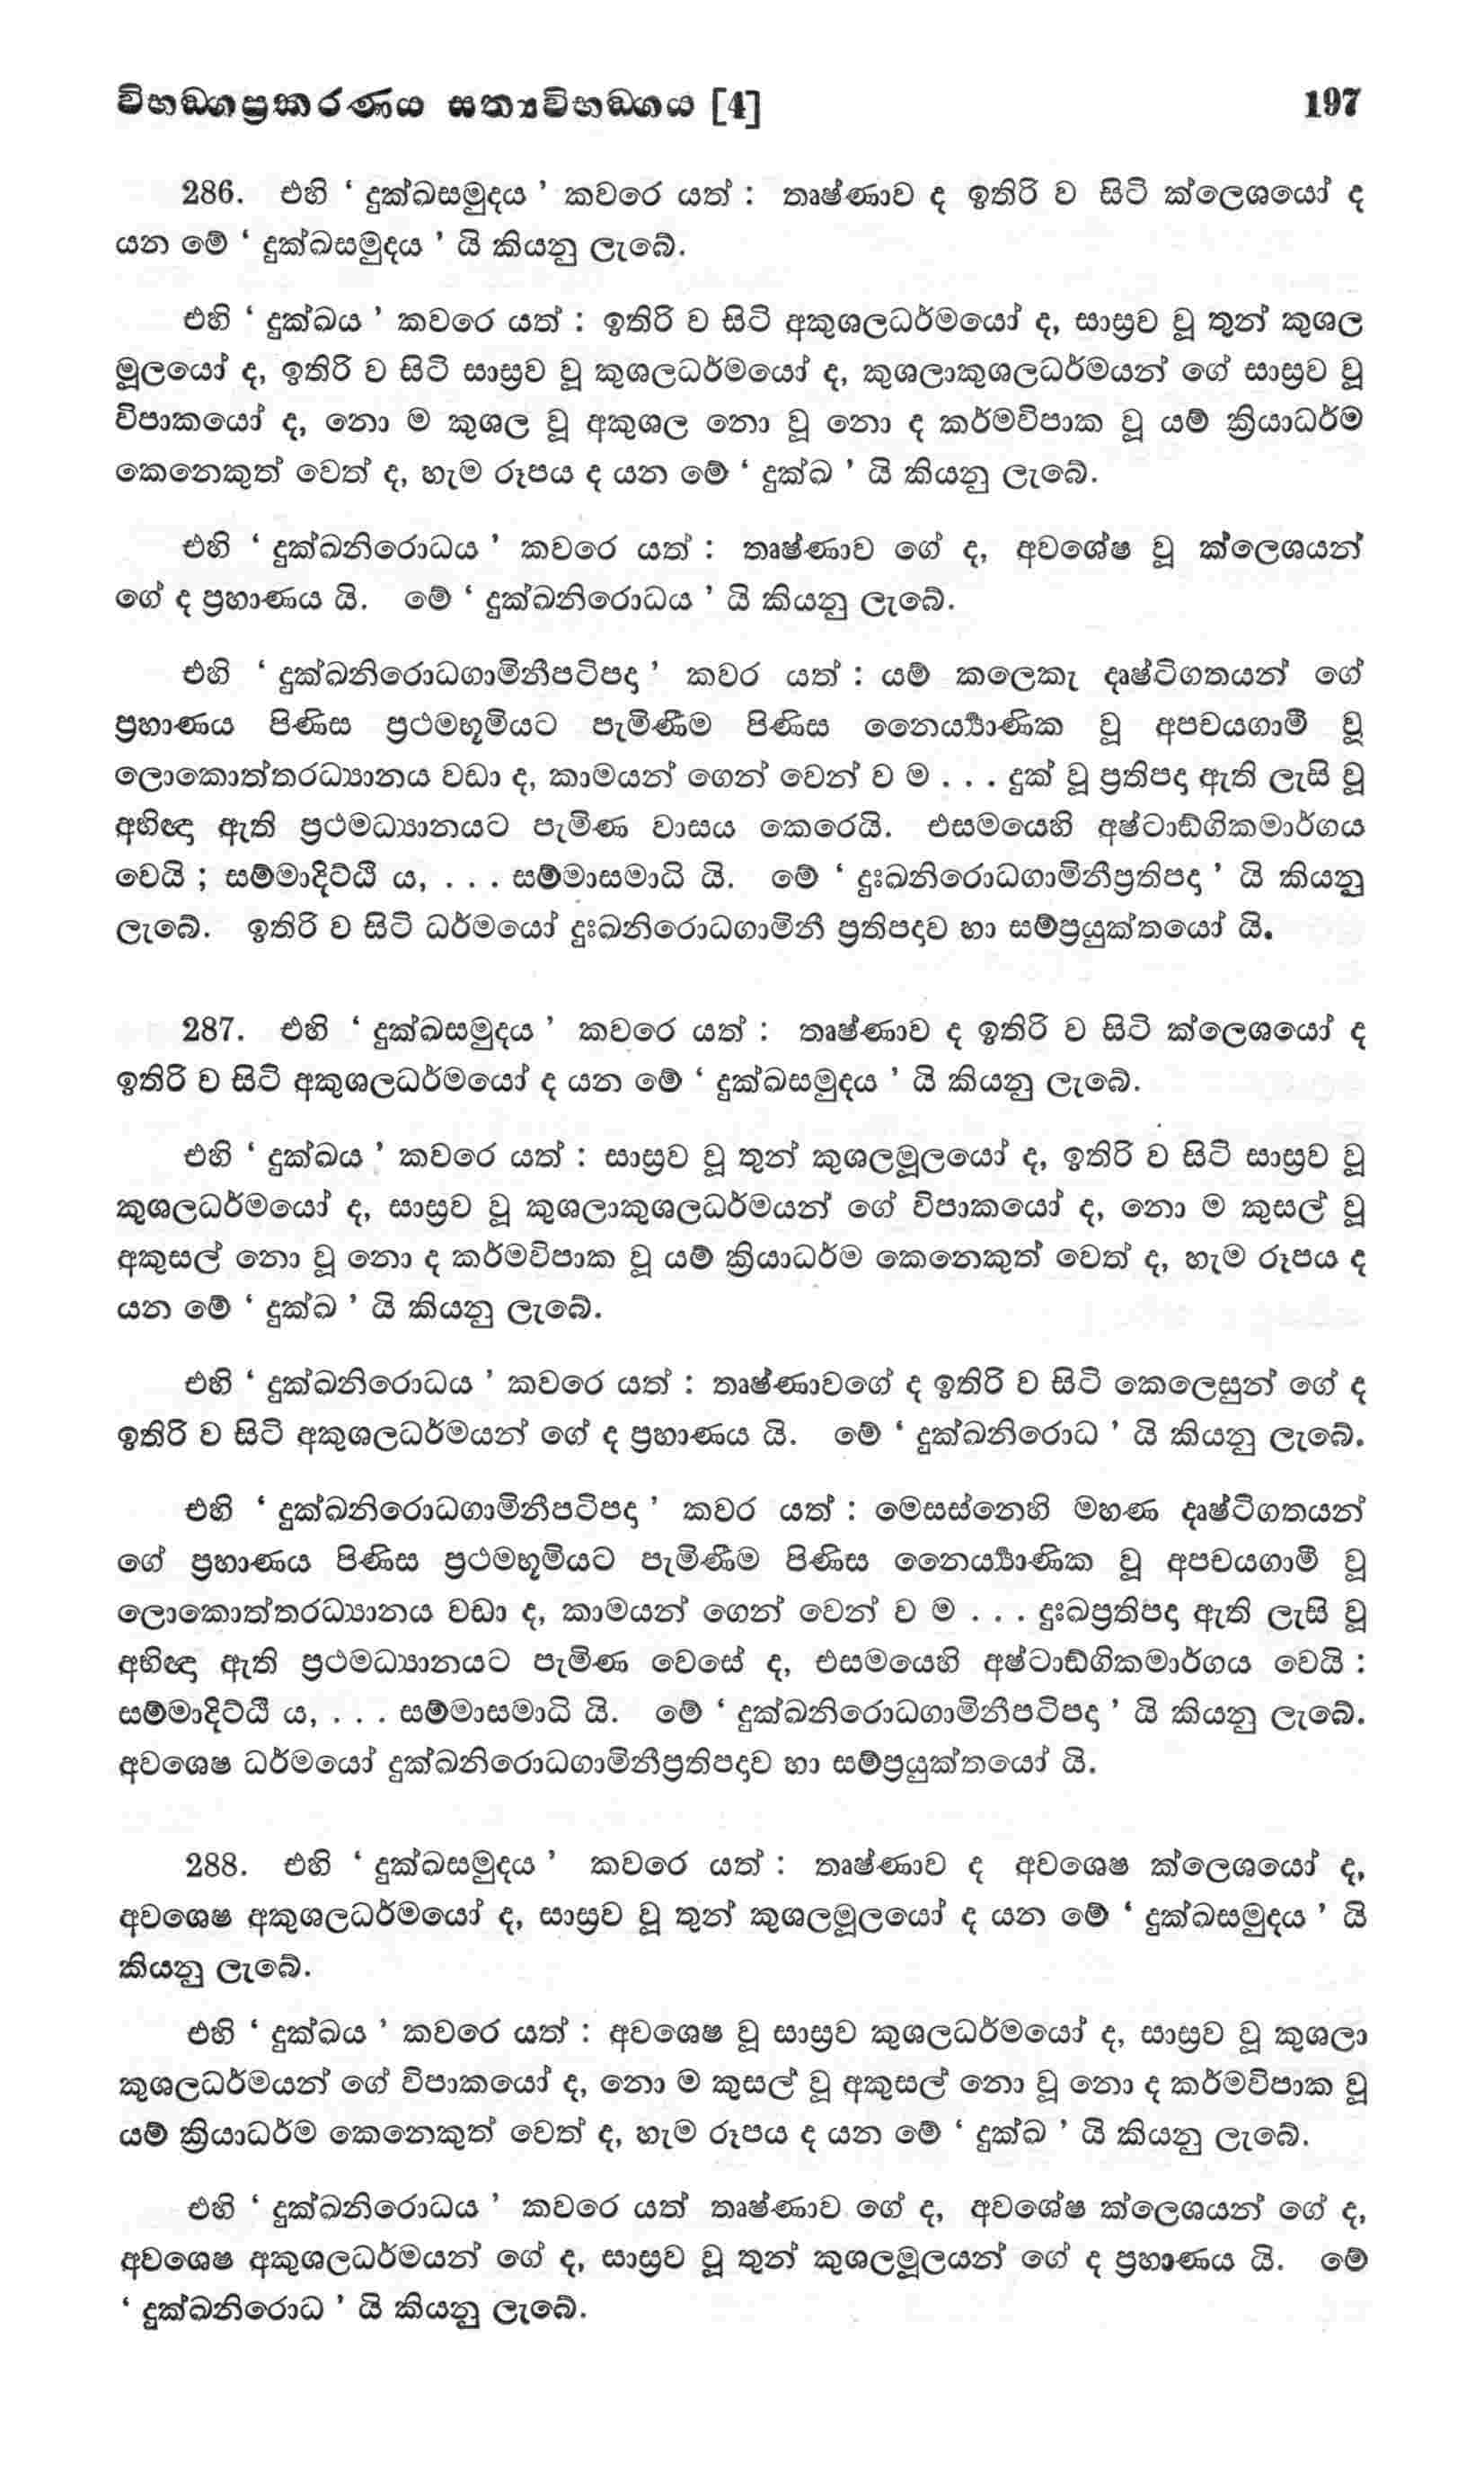 විභඞ්ගප්‍රකරණය සත්‍යවිභඞ්ගය [4] 197
286. එහි ‘ දුක්ඛසමුදය ’ කවරෙ යත් : තෘෂ්ණාව ද ඉතිරි ව සිටි ක්ලෙශයෝ ද
යන මේ ‘ දුක්ඛසමුදය ’ යි කියනු ලැබේ.
එහි ‘ දුක්ඛය ’ කවරෙ යත් : ඉතිරි ව සිටි අකුශලධර්මයෝ ද, සාස්‍රව වූ තුන් කුශල
මූලයෝ ද, ඉතිරි ව සිටි සාස්‍රව වූ කුශලධර්මයෝ ද, කුශලාකුශලධර්මයන් ගේ සාස්‍රව වූ
විපාකයෝ ද, නො ම කුශල වූ අකුශල නො වූ නො ද කර්මවිපාක වූ යම් ක්‍රියාධර්ම
කෙනෙකුත් වෙත් ද, හැම රූපය ද යන මේ ‘ දුක්ඛ ’ යි කියනු ලැබේ.
එහි ‘ දුක්ඛනිරොධය ’ කවරෙ යත් : තෘෂ්ණාව ගේ ද, අවශේෂ වූ ක්ලෙශයන්
ගේ ද ප්‍රහාණය යි. මේ ‘ දුක්ඛනිරොධය ’ යි කියනු ලැබේ.
එහි ‘ දුක්ඛනිරොධගාමිනීපටිපදා ’ කවර යත් : යම් කලෙකැ දෘෂ්ටිගතයන් ගේ
ප්‍රහාණය පිණිස ප්‍රථමභූමියට පැමිණීම පිණිස නෛර්‍ය්‍යාණික වූ අපචයගාමී වූ
ලොකොත්තරධ්‍යානය වඩා ද, කාමයන් ගෙන් වෙන් ව ම . . . දුක් වූ ප්‍රතිපදා ඇති ලැසි වූ
අභිඥා ඇති ප්‍රථමධ්‍යානයට පැමිණ වාසය කෙරෙයි. එසමයෙහි අෂ්ටාඞ්ගිකමාර්ගය
වෙයි ; සම්මාදිට්ඨි ය, . . . සම්මාසමාධි යි. මේ ‘ දුඃඛනිරොධගාමිනීප්‍රතිපදා ’ යි කියනු
ලැබේ. ඉතිරි ව සිටි ධර්මයෝ දුඃඛනිරොධගාමිනී ප්‍රතිපදාව හා සම්ප්‍රයුක්තයෝ යි.
287. එහි ‘ දුක්ඛසමුදය ’ කවරෙ යත් : තෘෂ්ණාව ද ඉතිරි ව සිටි ක්ලෙශයෝ ද
ඉතිරි ව සිටි අකුශලධර්මයෝ ද යන මේ ‘ දුක්ඛසමුදය ’ යි කියනු ලැබේ.
එහි ‘ දුක්ඛය ’ කවරෙ යත් : සාස්‍රව වූ තුන් කුශලමූලයෝ ද, ඉතිරි ව සිටි සාස්‍රව වූ
කුශලධර්මයෝ ද, සාස්‍රව වූ කුශලාකුශලධර්මයන් ගේ විපාකයෝ ද, නො ම කුසල් වූ
අකුසල් නො වූ නො ද කර්මවිපාක වූ යම් ක්‍රියාධර්ම කෙනෙකුත් වෙත් ද, හැම රූපය ද
යන මේ ‘ දුක්ඛ ’ යි කියනු ලැබේ.
එහි ‘ දුක්ඛනිරොධය ’ කවරෙ යත් : තෘෂ්ණාවගේ ද ඉතිරි ව සිටි කෙලෙසුන් ගේ ද
ඉතිරි ව සිටි අකුශලධර්මයන් ගේ ද ප්‍රහාණය යි. මේ ‘ දුක්ඛනිරොධ ’ යි කියනු ලැබේ.
එහි ‘ දුක්ඛනිරොධගාමිනීපටිපදා ’ කවර යත් : මෙසස්නෙහි මහණ දෘෂ්ටිගතයන්
ගේ ප්‍රහාණය පිණිස ප්‍රථමභූමියට පැමිණීම පිණිස නෛර්‍ය්‍යාණික වූ අපචයගාමී වූ
ලොකොත්තරධ්‍යානය වඩා ද, කාමයන් ගෙන් වෙන් ව ම . . . දුඃඛප්‍රතිපදා ඇති ලැසි වූ
අභිඥා ඇති ප්‍රථමධ්‍යානයට පැමිණ වෙසේ ද, එසමයෙහි අෂ්ටාඞ්ගිකමාර්ගය වෙයි :
සම්මාදිට්ඨි ය, . . . සම්මාසමාධි යි. මේ ‘ දුක්ඛනිරොධගාමිනීපටිපදා ’ යි කියනු ලැබේ.
අවශෙෂ ධර්මයෝ දුක්ඛනිරොධගාමිනීප්‍රතිපදාව හා සම්ප්‍රයුක්තයෝ යි.
288. එහි ‘ දුක්ඛසමුදය ’ කවරෙ යත් : තෘෂ්ණාව ද අවශෙෂ ක්ලෙශයෝ ද,
අවශෙෂ අකුශලධර්මයෝ ද, සාස්‍රව වූ තුන් කුශලමූලයෝ ද යන මේ ‘ දුක්ඛසමුදය ’ යි
කියනු ලැබේ.
එහි ‘ දුක්ඛය ’ කවරෙ යත් : අවශෙෂ වූ සාස්‍රව කුශලධර්මයෝ ද, සාස්‍රව වූ කුශලා
කුශලධර්මයන් ගේ විපාකයෝ ද, නො ම කුසල් වූ අකුසල් නො වූ නො ද කර්මවිපාක වූ
යම් ක්‍රියාධර්ම කෙනෙකුත් වෙත් ද, හැම රූපය ද යන මේ ‘ දුක්ඛ ’ යි කියනු ලැබේ.
එහි ‘ දුක්ඛනිරොධය ’ කවරෙ යත් තෘෂ්ණාව ගේ ද, අවශේෂ ක්ලෙශයන් ගේ ද,
අවශෙෂ අකුශලධර්මයන් ගේ ද, සාස්‍රව වූ තුන් කුශලමූලයන් ගේ ද ප්‍රහාණය යි. මේ
‘ දුක්ඛනිරොධ ’ යි කියනු ලැබේ.